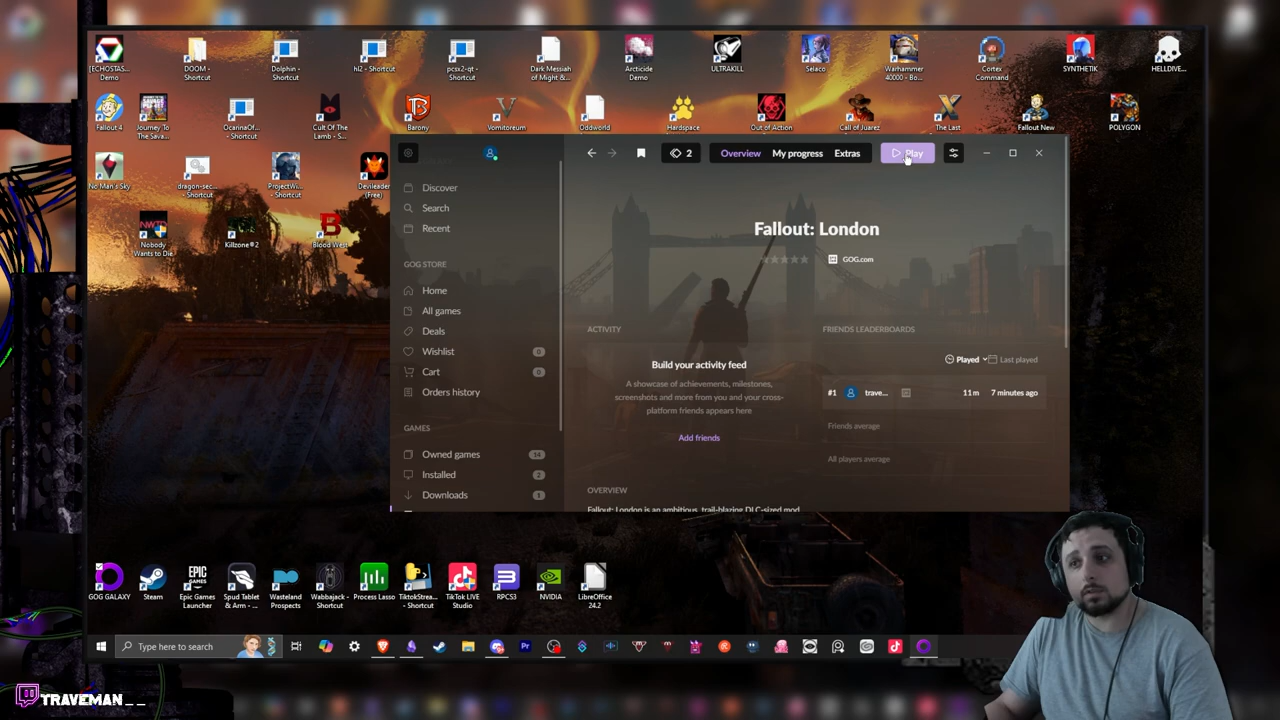 [ECHOSTAS...
Demo
DOOM -
Shortcut
Dolphin -
Shortcut
hl2 - Shortcut
pcsx2-qt -
Shortcut
Dark Messiah
of Might &...
Arcticide
Demo
ULTRAKILL
Selaco
Warhammer
40000 - Bo...
Cortex
Command
SYNTHETIK
HELLDIVE...
Fallout 4
Journey To
The Sava...
OcarinaOf...
- Shortcut
Cult Of The
Lamb - S...
Barony
Vomitoreum
Oddworld
Hardspace
Out of Action
Call of Juarez
The Last
Fallout New
POLYGON
No Man's Sky
dragon-sec...
- Shortcut
ProjectWi...
- Shortcut
Devileader
(Free)
Nobody
Wants to Die
Killzone®2
Blood West
2
Overview
My progress
Extras
Play
Discover
Search
Recent
GOG STORE
Home
All games
Deals
Wishlist 0
Cart 0
Orders history
GAMES
Owned games 14
Installed 2
Downloads 1
Fallout: London
GOG.com
ACTIVITY
Build your activity feed
A showcase of achievements, milestones,
screenshots and more from you and your cross-
platform friends appears here
Add friends
FRIENDS LEADERBOARDS
Played
Last played
#1 trave... 11m 7 minutes ago
Friends average
All players average
OVERVIEW
Fallout: London is an ambitious, trail-blazing DLC-sized mod
GOG GALAXY
Steam
EPIC
GAMES
Epic Games
Launcher
Spud Tablet
& Arm - ...
Wasteland
Prospects
Wabbajack -
Shortcut
Process Lasso
TiktokStrea...
- Shortcut
TikTok LIVE
Studio
RPCS3
NVIDIA
LibreOffice
24.2
Type here to search
Pr
TRAVEMAN__